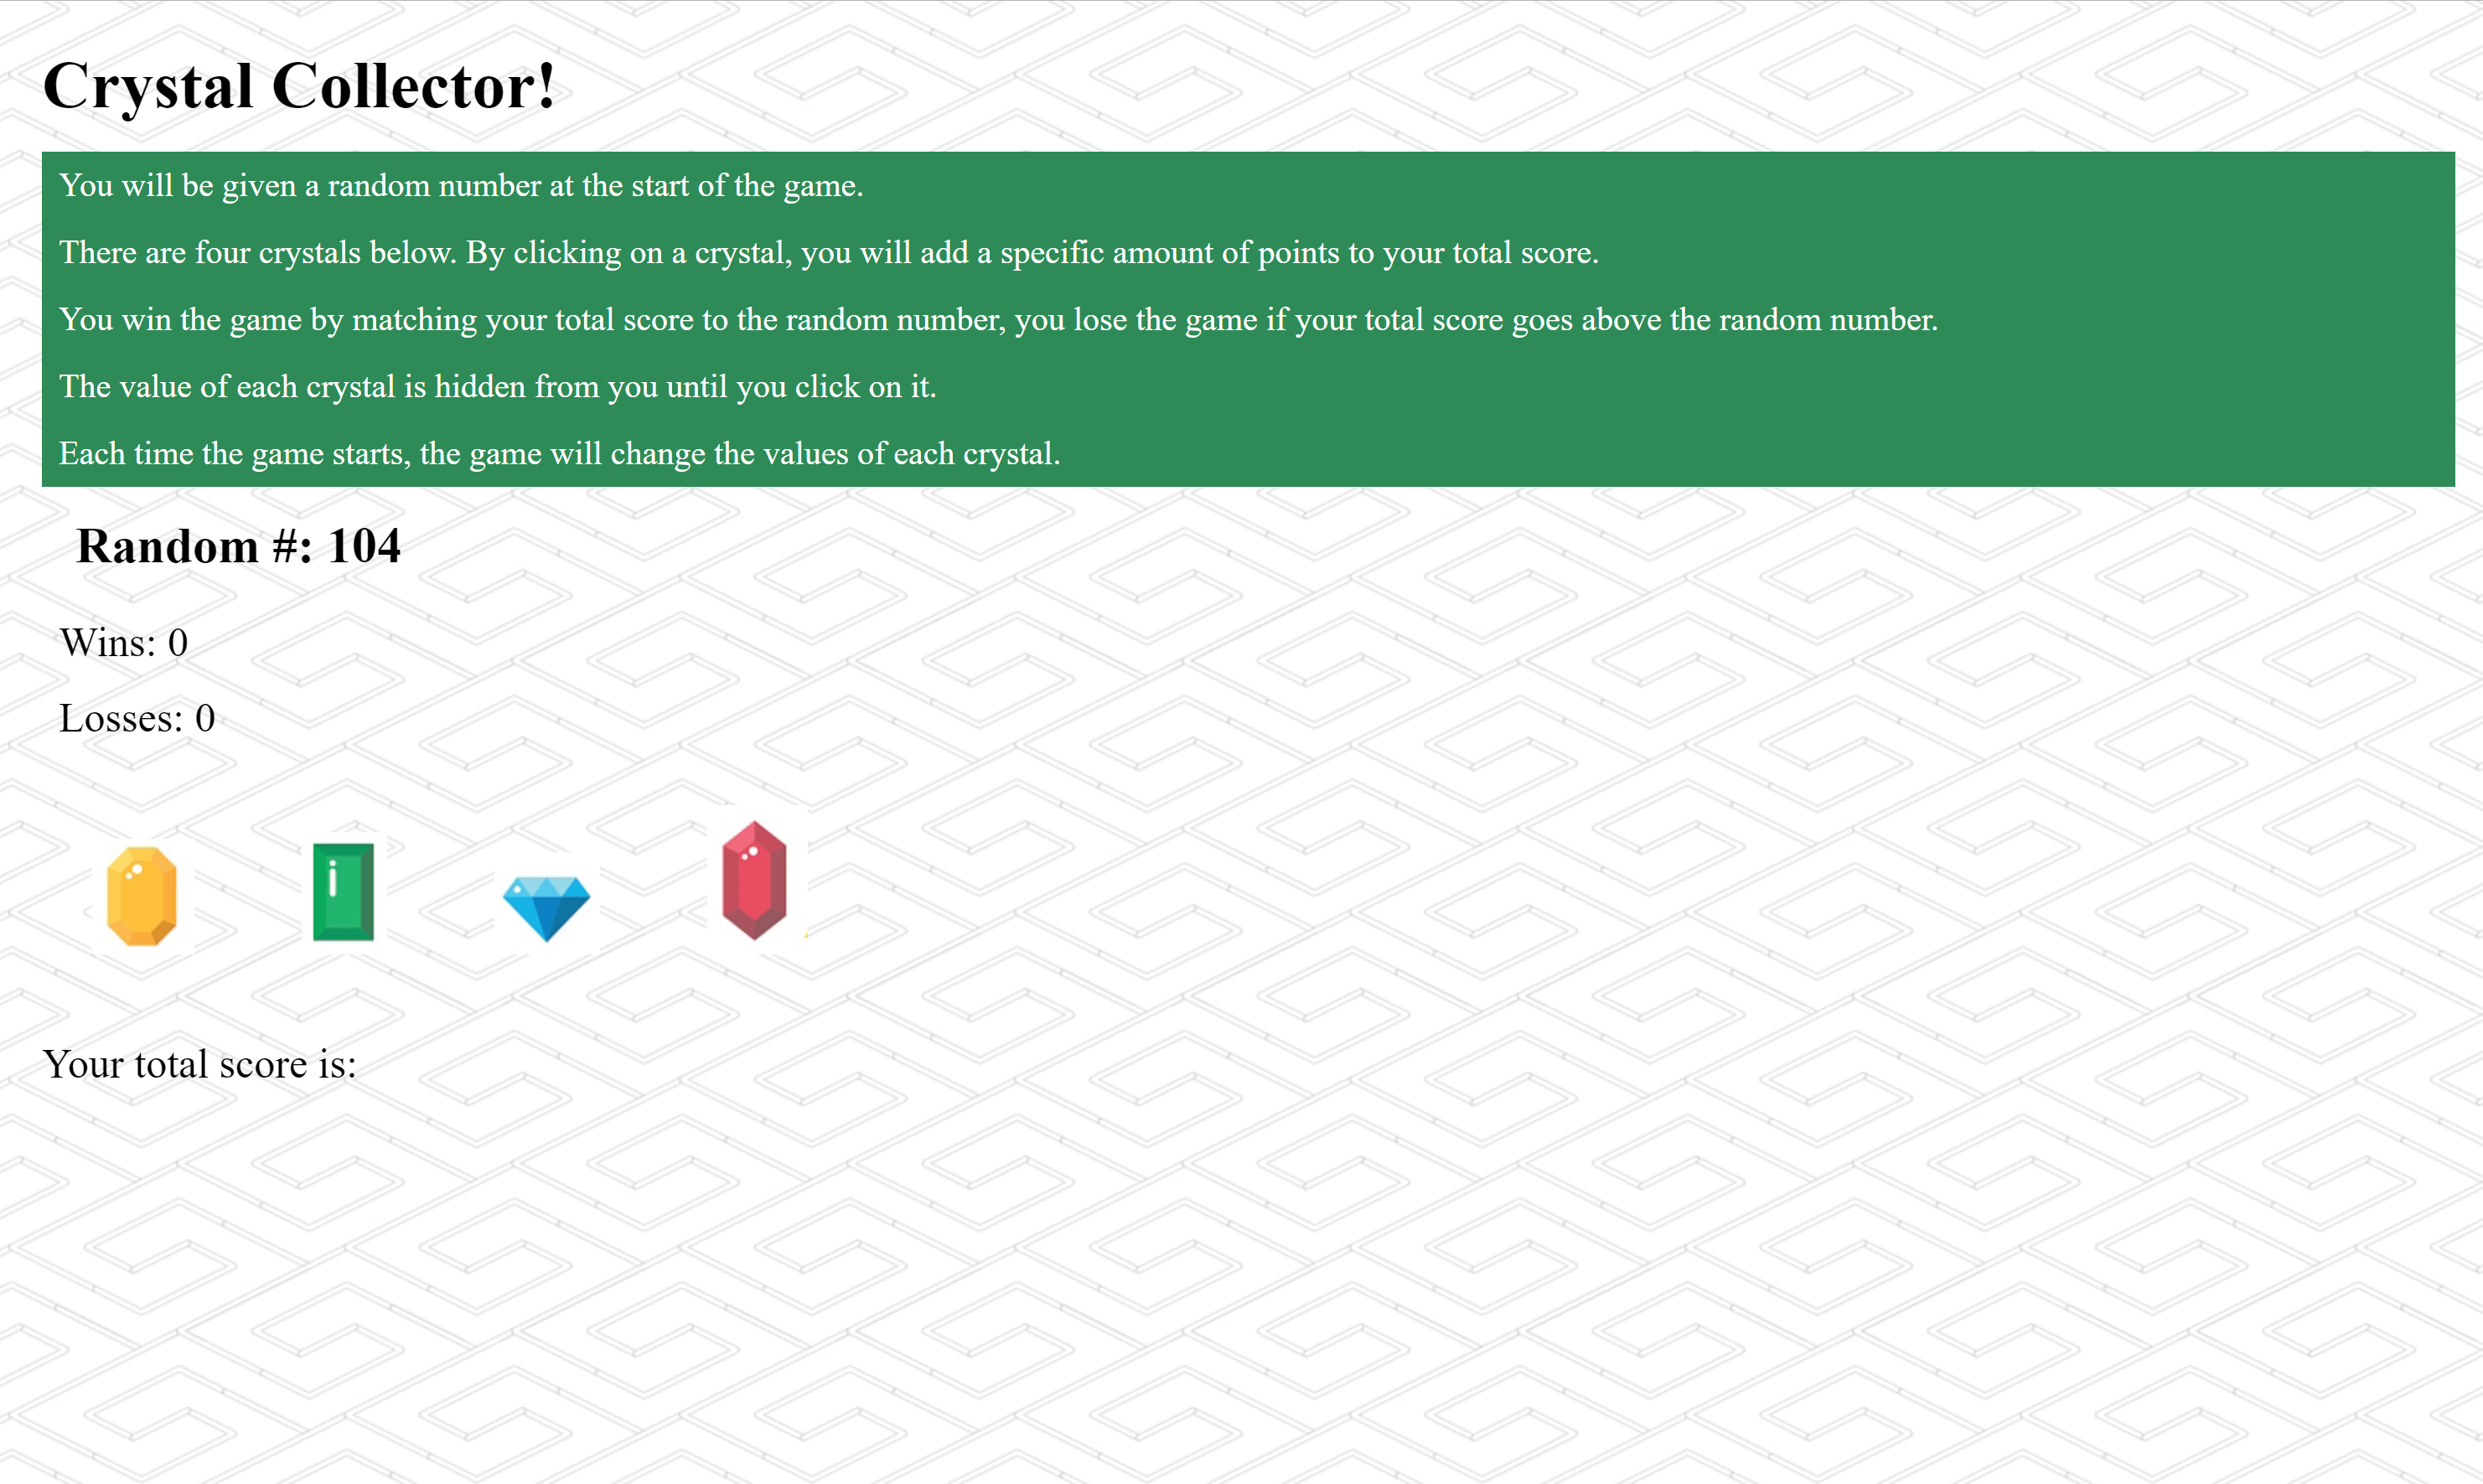 Crystal Collector!
You will be given a random number at the start of the game.
There are four crystals below. By clicking on a crystal, you will add a specific amount of points to your total score.
You win the game by matching your total score to the random number, you lose the game if your total score goes above the random number.
The value of each crystal is hidden from you until you click on it.
Each time the game starts, the game will change the values of each crystal.
Random #: 104
Wins: 0
Losses: 0
Your total score is: